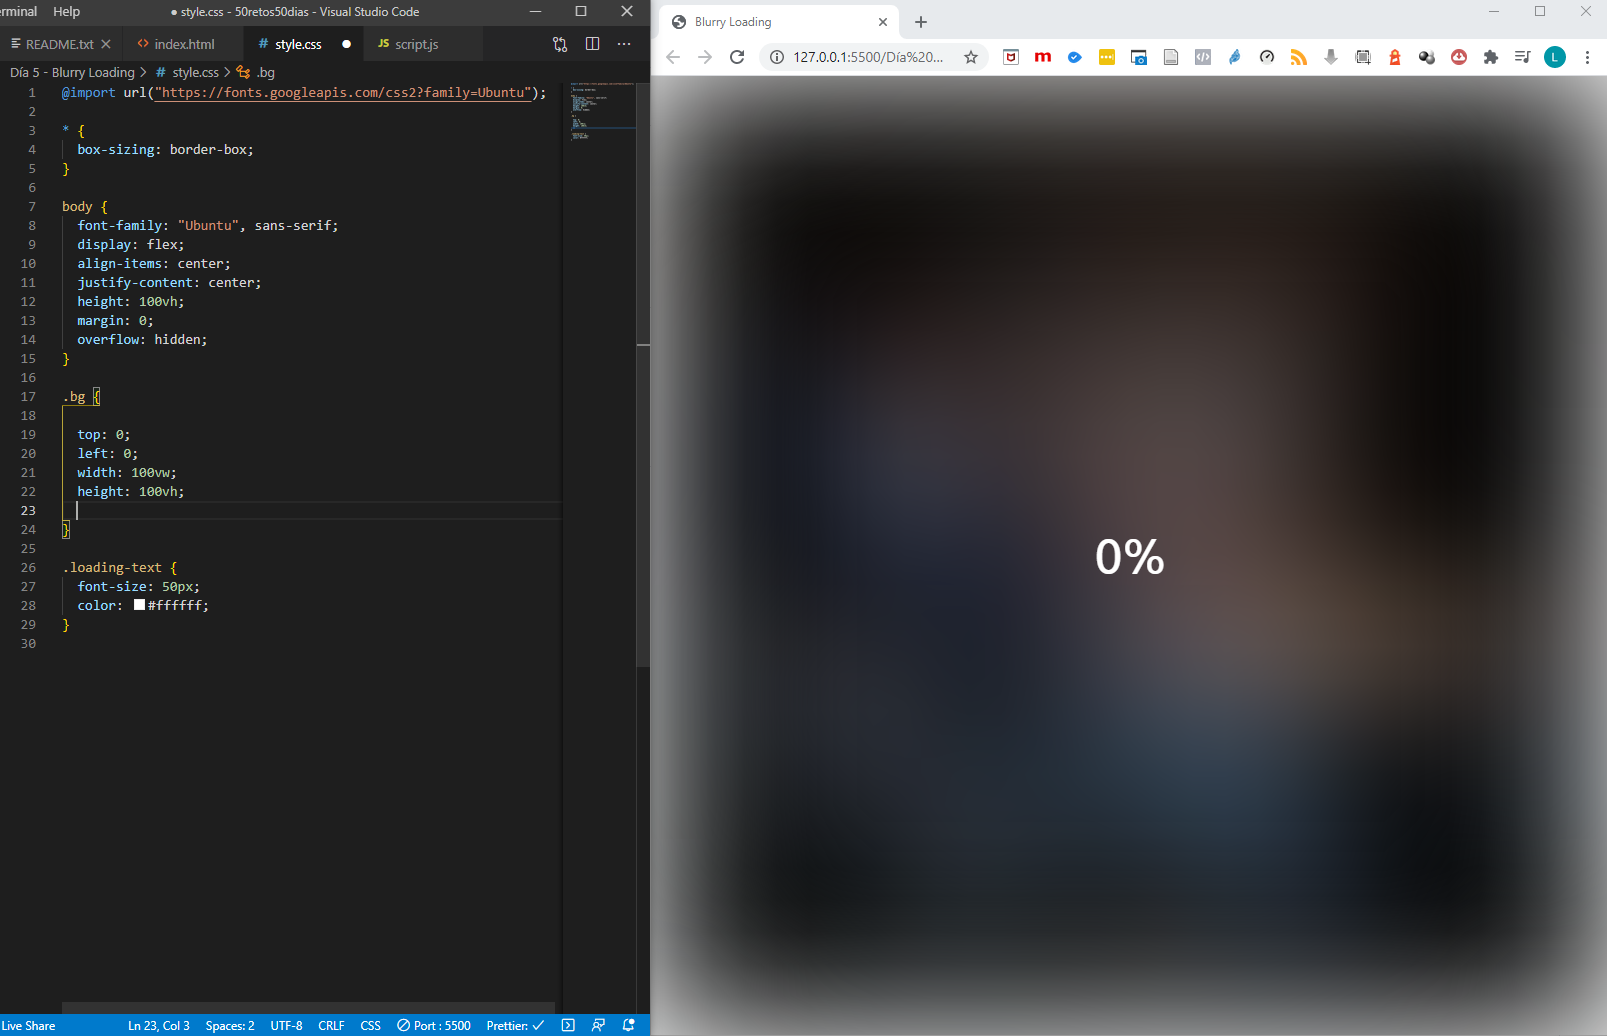 erminal Help ● style.css - 50retos50dias - Visual Studio Code
README.txt index.html # style.css JS script.js
Día 5 - Blurry Loading > # style.css > .bg
1 @import url("https://fonts.googleapis.com/css2?family=Ubuntu");
2
3 * {
4 box-sizing: border-box;
5 }
6
7 body {
8 font-family: "Ubuntu", sans-serif;
9 display: flex;
10 align-items: center;
11 justify-content: center;
12 height: 100vh;
13 margin: 0;
14 overflow: hidden;
15 }
16
17 .bg {
18
19 top: 0;
20 left: 0;
21 width: 100vw;
22 height: 100vh;
23
24 }
25
26 .loading-text {
27 font-size: 50px;
28 color: #ffffff;
29 }
30
Live Share Ln 23, Col 3 Spaces: 2 UTF-8 CRLF CSS Port : 5500 Prettier: ✓
Blurry Loading
127.0.0.1:5500/Día%20... m L
0%